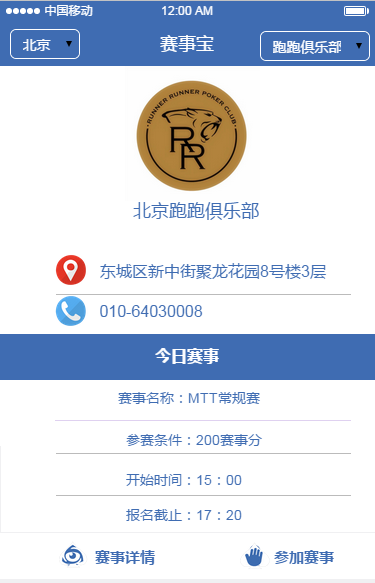 中国移动 12:00 AM
北京 赛事宝 跑跑俱乐部
RUNNER RUNNER POKER CLUB
RR
北京跑跑俱乐部
东城区新中街聚龙花园8号楼3层
010-64030008
今日赛事
赛事名称：MTT常规赛
参赛条件：200赛事分
开始时间：15：00
报名截止：17：20
赛事详情 参加赛事